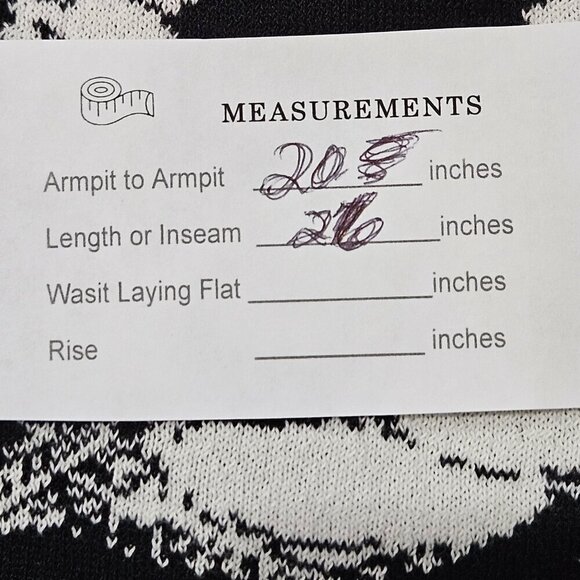 MEASUREMENTS
Armpit to Armpit 20 inches
Length or Inseam 26 inches
Wasit Laying Flat inches
Rise inches